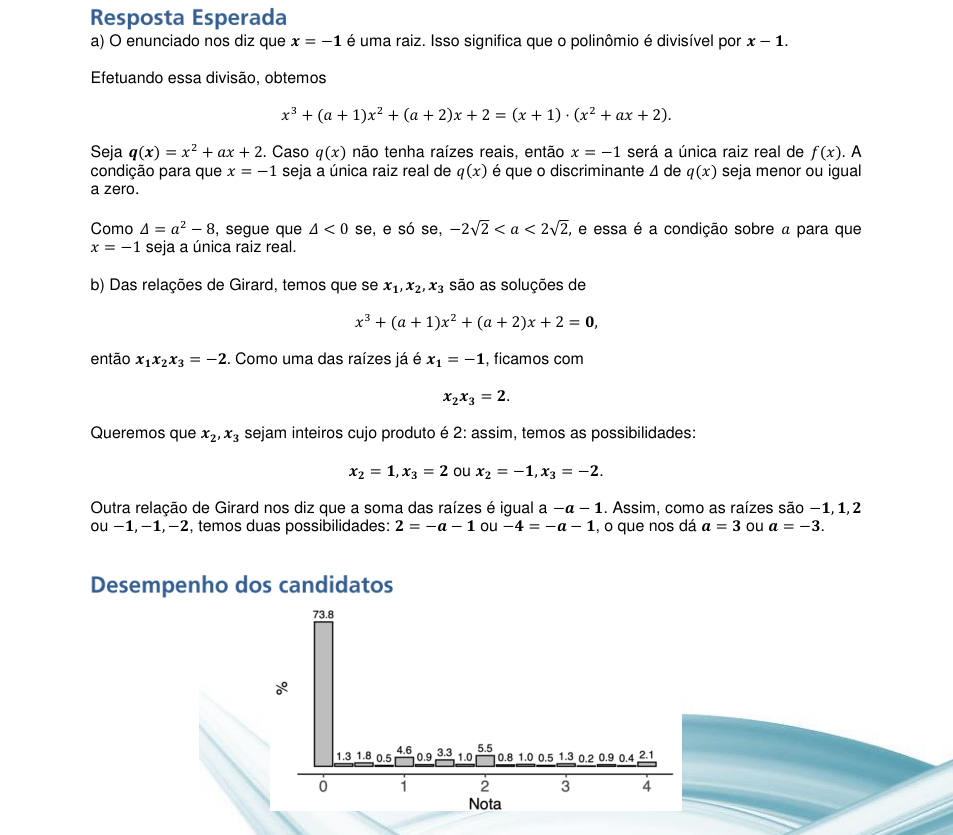 Resposta Esperada
a) O enunciado nos diz que x = −1 é uma raiz. Isso significa que o polinômio é divisível por x − 1.
Efetuando essa divisão, obtemos
x³ + (a + 1)x² + (a + 2)x + 2 = (x + 1) · (x² + ax + 2).
Seja q(x) = x² + ax + 2. Caso q(x) não tenha raízes reais, então x = −1 será a única raiz real de f(x). A
condição para que x = −1 seja a única raiz real de q(x) é que o discriminante Δ de q(x) seja menor ou igual
a zero.
Como Δ = a² − 8, segue que Δ < 0 se, e só se, −2√2 < a < 2√2, e essa é a condição sobre a para que
x = −1 seja a única raiz real.
b) Das relações de Girard, temos que se x₁, x₂, x₃ são as soluções de
x³ + (a + 1)x² + (a + 2)x + 2 = 0,
então x₁x₂x₃ = −2. Como uma das raízes já é x₁ = −1, ficamos com
x₂x₃ = 2.
Queremos que x₂, x₃ sejam inteiros cujo produto é 2: assim, temos as possibilidades:
x₂ = 1, x₃ = 2 ou x₂ = −1, x₃ = −2.
Outra relação de Girard nos diz que a soma das raízes é igual a −a − 1. Assim, como as raízes são −1, 1, 2
ou −1, −1, −2, temos duas possibilidades: 2 = −a − 1 ou −4 = −a − 1, o que nos dá a = 3 ou a = −3.
Desempenho dos candidatos
73.8
%
1.3 1.8 0.5 4.6 0.9 3.3 1.0 5.5 0.8 1.0 0.5 1.3 0.2 0.9 0.4 2.1
0 1 2 3 4
Nota